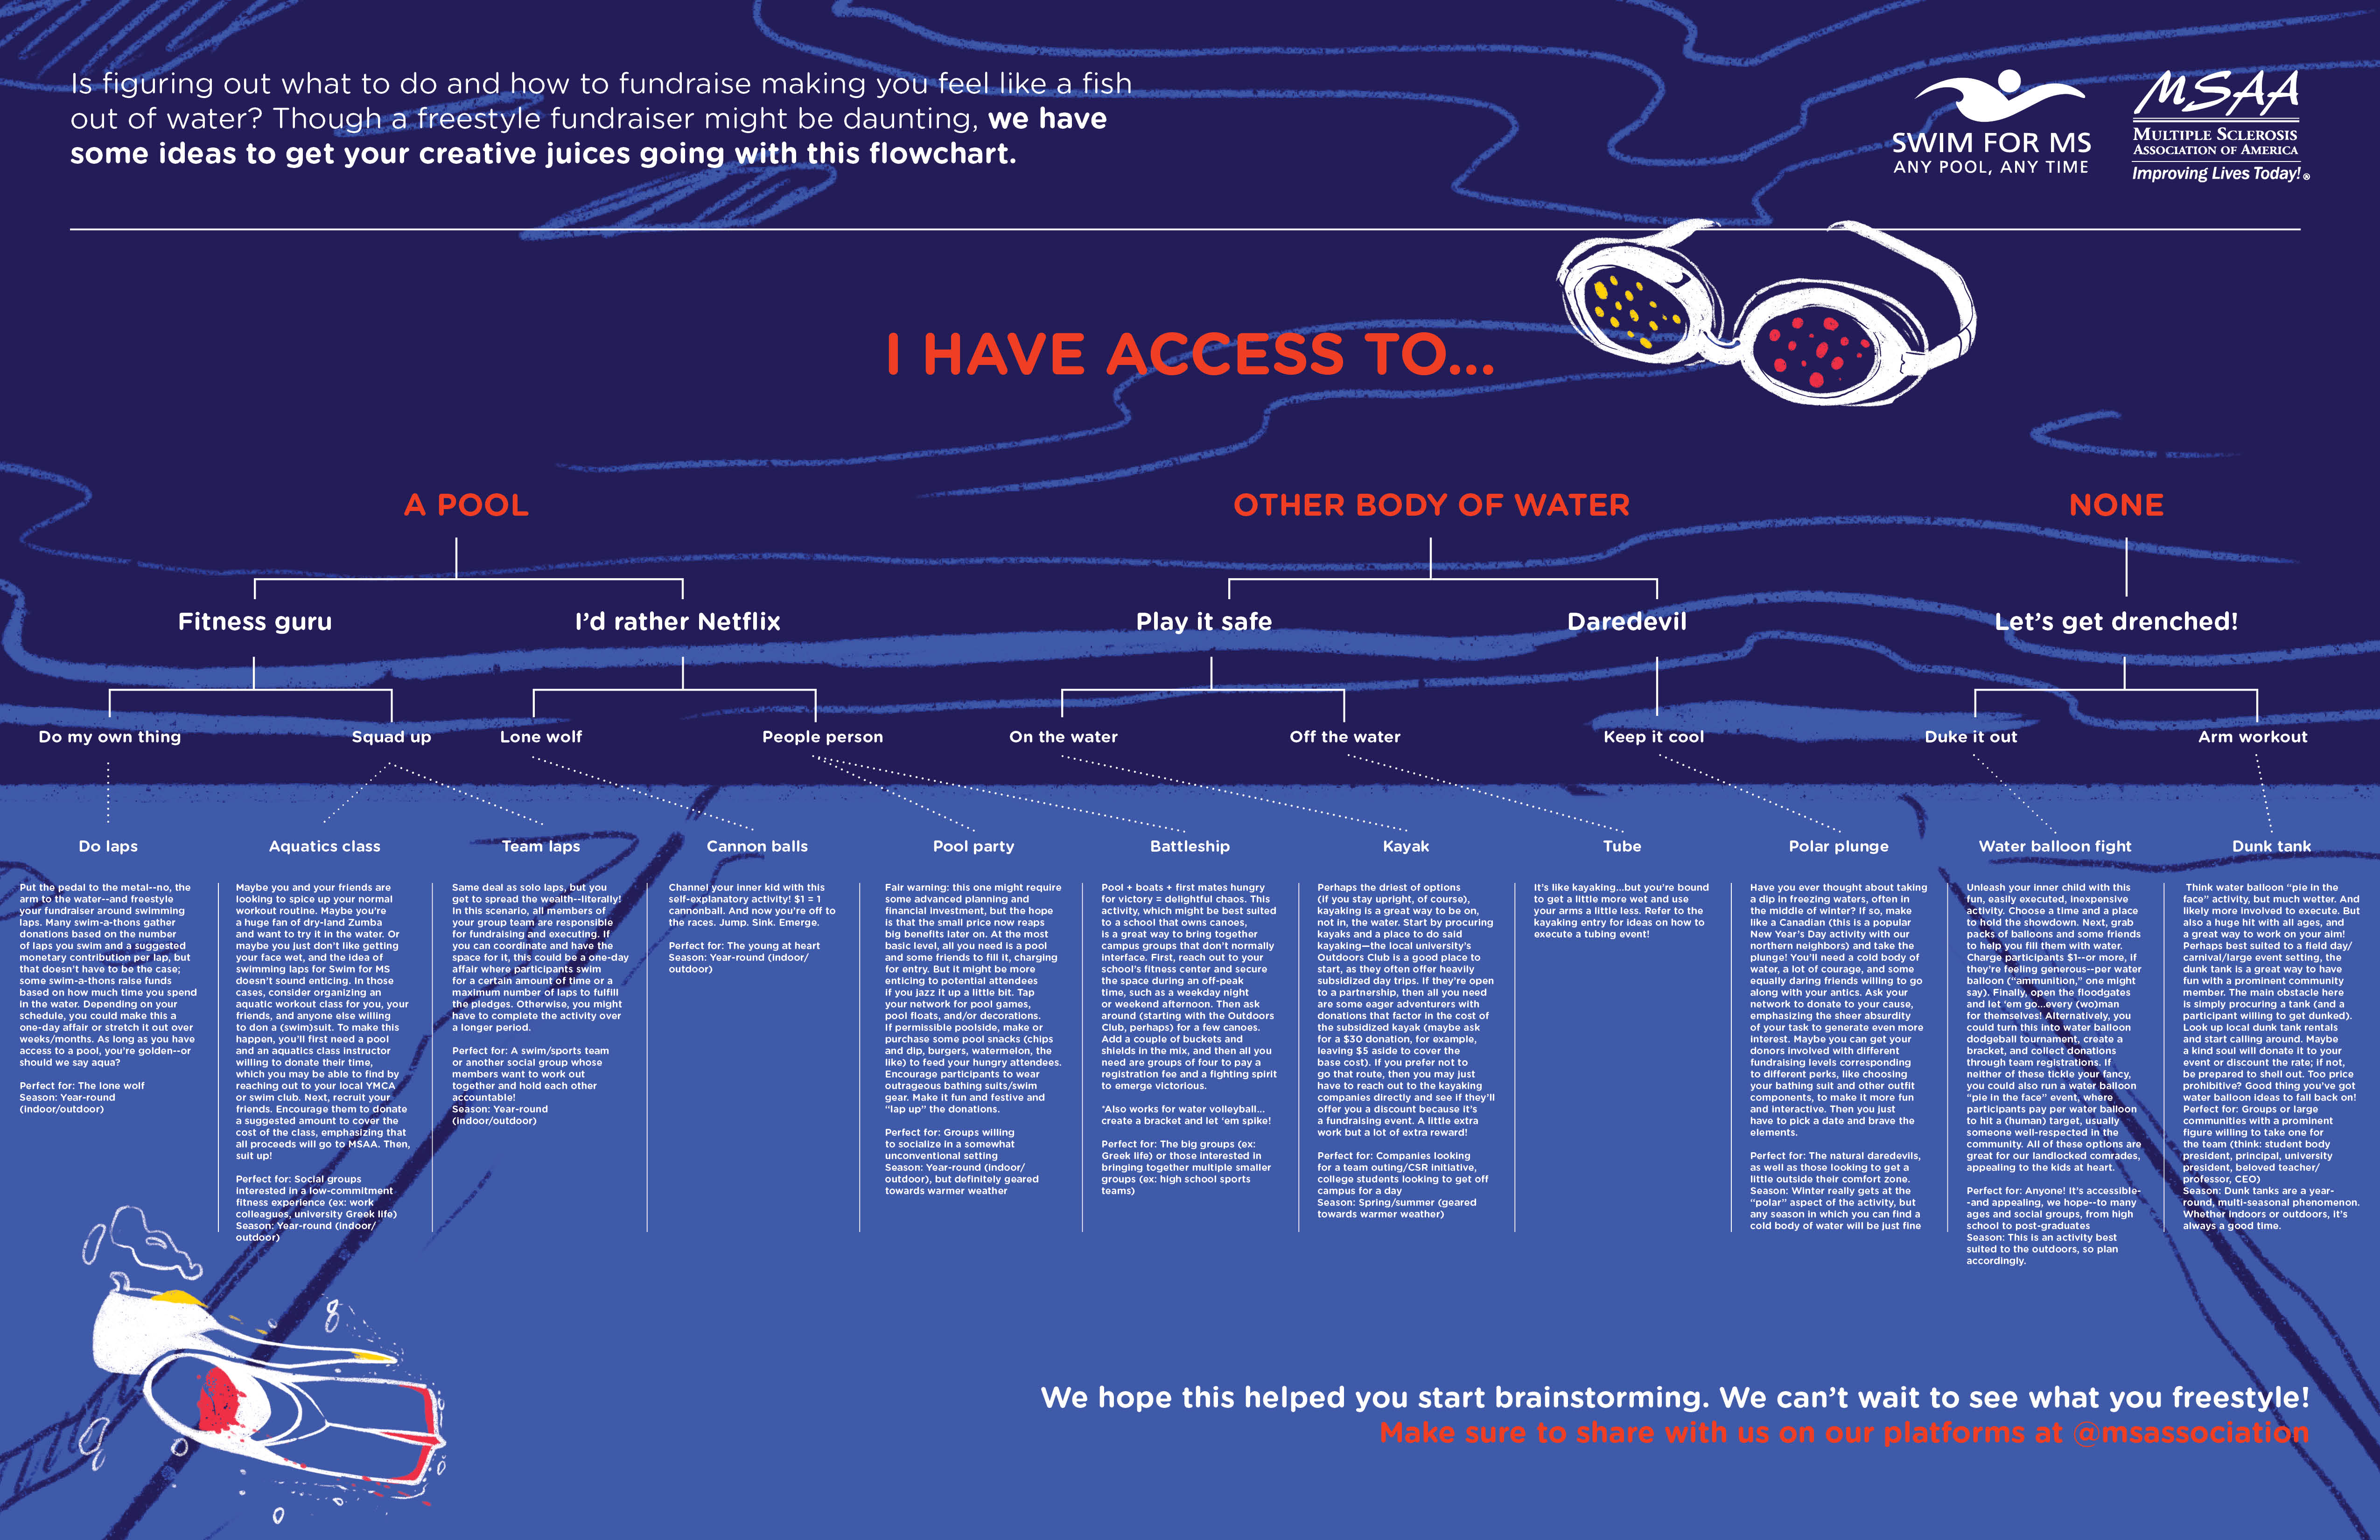 Is figuring out what to do and how to fundraise making you feel like a fish
out of water? Though a freestyle fundraiser might be daunting, we have
some ideas to get your creative juices going with this flowchart.
SWIM FOR MS
ANY POOL, ANY TIME
MSAA
MULTIPLE SCLEROSIS
ASSOCIATION OF AMERICA
Improving Lives Today!®
I HAVE ACCESS TO...
A POOL
OTHER BODY OF WATER
NONE
Fitness guru
I'd rather Netflix
Play it safe
Daredevil
Let's get drenched!
Do my own thing
Squad up
Lone wolf
People person
On the water
Off the water
Keep it cool
Duke it out
Arm workout
Do laps
Put the pedal to the metal--no, the
arm to the water--and freestyle
your fundraiser around swimming
laps. Many swim-a-thons gather
donations based on the number
of laps you swim and a suggested
monetary contribution per lap, but
that doesn't have to be the case;
some swim-a-thons raise funds
based on how much time you spend
in the water. Depending on your
schedule, you could make this a
one-day affair or stretch it out over
weeks/months. As long as you have
access to a pool, you're golden--or
should we say aqua?
Perfect for: The lone wolf
Season: Year-round
(indoor/outdoor)
Aquatics class
Maybe you and your friends are
looking to spice up your normal
workout routine. Maybe you're
a huge fan of dry-land Zumba
and want to try it in the water. Or
maybe you just don't like getting
your face wet, and the idea of
swimming laps for Swim for MS
doesn't sound enticing. In those
cases, consider organizing an
aquatic workout class for you, your
friends, and anyone else willing
to don a (swim)suit. To make this
happen, you'll first need a pool
and an aquatics class instructor
willing to donate their time,
which you may be able to find by
reaching out to your local YMCA
or swim club. Next, recruit your
friends. Encourage them to donate
a suggested amount to cover the
cost of the class, emphasizing that
all proceeds will go to MSAA. Then,
suit up!
Perfect for: Social groups
interested in a low-commitment
fitness experience (ex: work
colleagues, university Greek life)
Season: Year-round (indoor/
outdoor)
Team laps
Same deal as solo laps, but you
get to spread the wealth--literally!
In this scenario, all members of
your group team are responsible
for fundraising and executing. If
you can coordinate and have the
space for it, this could be a one-day
affair where participants swim
for a certain amount of time or a
maximum number of laps to fulfill
the pledges. Otherwise, you might
have to complete the activity over
a longer period.
Perfect for: A swim/sports team
or another social group whose
members want to work out
together and hold each other
accountable!
Season: Year-round
(indoor/outdoor)
Cannon balls
Channel your inner kid with this
self-explanatory activity! $1 = 1
cannonball. And now you're off to
the races. Jump. Sink. Emerge.
Perfect for: The young at heart
Season: Year-round (indoor/
outdoor)
Pool party
Fair warning: this one might require
some advanced planning and
financial investment, but the hope
is that the small price now reaps
big benefits later on. At the most
basic level, all you need is a pool
and some friends to fill it, charging
for entry. But it might be more
enticing to potential attendees
if you jazz it up a little bit. Tap
your network for pool games,
pool floats, and/or decorations.
If permissible poolside, make or
purchase some pool snacks (chips
and dip, burgers, watermelon, the
like) to feed your hungry attendees.
Encourage participants to wear
outrageous bathing suits/swim
gear. Make it fun and festive and
"lap up" the donations.
Perfect for: Groups willing
to socialize in a somewhat
unconventional setting
Season: Year-round (indoor/
outdoor), but definitely geared
towards warmer weather
Battleship
Pool + boats + first mates hungry
for victory = delightful chaos. This
activity, which might be best suited
to a school that owns canoes,
is a great way to bring together
campus groups that don't normally
interface. First, reach out to your
school's fitness center and secure
the space during an off-peak
time, such as a weekday night
or weekend afternoon. Then ask
around (starting with the Outdoors
Club, perhaps) for a few canoes.
Add a couple of buckets and
shields in the mix, and then all you
need are groups of four to pay a
registration fee and a fighting spirit
to emerge victorious.
*Also works for water volleyball...
create a bracket and let 'em spike!
Perfect for: The big groups (ex:
Greek life) or those interested in
bringing together multiple smaller
groups (ex: high school sports
teams)
Kayak
Perhaps the driest of options
(if you stay upright, of course),
kayaking is a great way to be on,
not in, the water. Start by procuring
kayaks and a place to do said
kayaking—the local university's
Outdoors Club is a good place to
start, as they often offer heavily
subsidized day trips. If they're open
to a partnership, then all you need
are some eager adventurers with
donations that factor in the cost of
the subsidized kayak (maybe ask
for a $30 donation, for example,
leaving $5 aside to cover the
base cost). If you prefer not to
go that route, then you may just
have to reach out to the kayaking
companies directly and see if they'll
offer you a discount because it's
a fundraising event. A little extra
work but a lot of extra reward!
Perfect for: Companies looking
for a team outing/CSR initiative,
college students looking to get off
campus for a day
Season: Spring/summer (geared
towards warmer weather)
Tube
It's like kayaking...but you're bound
to get a little more wet and use
your arms a little less. Refer to the
kayaking entry for ideas on how to
execute a tubing event!
Polar plunge
Have you ever thought about taking
a dip in freezing waters, often in
the middle of winter? If so, make
like a Canadian (this is a popular
New Year's Day activity with our
northern neighbors) and take the
plunge! You'll need a cold body of
water, a lot of courage, and some
equally daring friends willing to go
along with your antics. Ask your
network to donate to your cause,
emphasizing the sheer absurdity
of your task to generate even more
interest. Maybe you can get your
donors involved with different
fundraising levels corresponding
to different perks, like choosing
your bathing suit and other outfit
components, to make it more fun
and interactive. Then you just
have to pick a date and brave the
elements.
Perfect for: The natural daredevils,
as well as those looking to get a
little outside their comfort zone.
Season: Winter really gets at the
"polar" aspect of the activity, but
any season in which you can find a
cold body of water will be just fine
Water balloon fight
Unleash your inner child with this
fun, easily executed, inexpensive
activity. Choose a time and a place
to hold the showdown. Next, grab
packs of balloons and some friends
to help you fill them with water.
Charge participants $1--or more, if
they're feeling generous--per water
balloon ("ammunition," one might
say). Finally, open the floodgates
and let 'em go...every (wo)man
for themselves! Alternatively, you
could turn this into water balloon
dodgeball tournament, create a
bracket, and collect donations
through team registrations. If
neither of these tickle your fancy,
you could also run a water balloon
"pie in the face" event, where
participants pay per water balloon
to hit a (human) target, usually
someone well-respected in the
community. All of these options are
great for our landlocked comrades,
appealing to the kids at heart.
Perfect for: Anyone! It's accessible-
-and appealing, we hope--to many
ages and social groups, from high
school to post-graduates
Season: This is an activity best
suited to the outdoors, so plan
accordingly.
Dunk tank
Think water balloon "pie in the
face" activity, but much wetter. And
likely more involved to execute. But
also a huge hit with all ages, and
a great way to work on your aim!
Perhaps best suited to a field day/
carnival/large event setting, the
dunk tank is a great way to have
fun with a prominent community
member. The main obstacle here
is simply procuring a tank (and a
participant willing to get dunked).
Look up local dunk tank rentals
and start calling around. Maybe
a kind soul will donate it to your
event or discount the rate; if not,
be prepared to shell out. Too price
prohibitive? Good thing you've got
water balloon ideas to fall back on!
Perfect for: Groups or large
communities with a prominent
figure willing to take one for
the team (think: student body
president, principal, university
president, beloved teacher/
professor, CEO)
Season: Dunk tanks are a year-
round, multi-seasonal phenomenon.
Whether indoors or outdoors, it's
always a good time.
We hope this helped you start brainstorming. We can't wait to see what you freestyle!
Make sure to share with us on our platforms at @msassociation